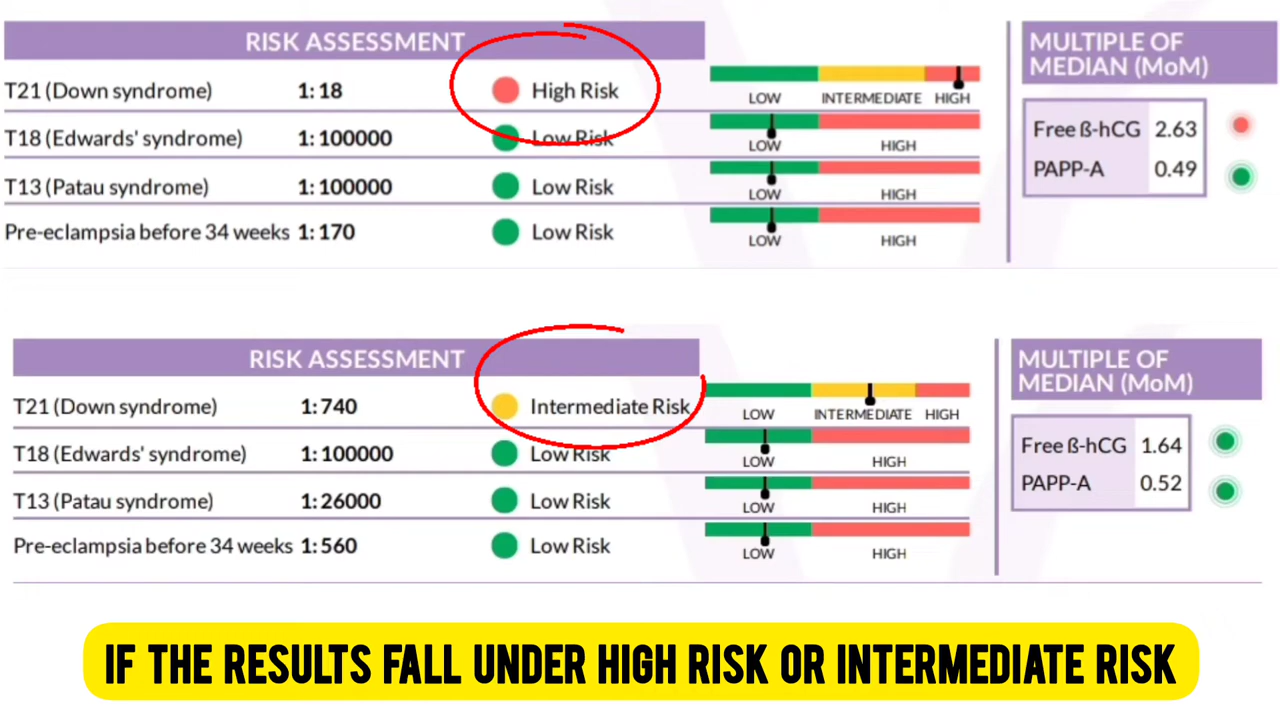 RISK ASSESSMENT
T21 (Down syndrome) 1: 18 High Risk
LOW INTERMEDIATE HIGH
T18 (Edwards' syndrome) 1: 100000 Low Risk
LOW HIGH
T13 (Patau syndrome) 1: 100000 Low Risk
LOW HIGH
Pre-eclampsia before 34 weeks 1: 170 Low Risk
LOW HIGH
MULTIPLE OF
MEDIAN (MoM)
Free ß-hCG 2.63
PAPP-A 0.49
RISK ASSESSMENT
T21 (Down syndrome) 1: 740 Intermediate Risk
LOW INTERMEDIATE HIGH
T18 (Edwards' syndrome) 1: 100000 Low Risk
LOW HIGH
T13 (Patau syndrome) 1: 26000 Low Risk
LOW HIGH
Pre-eclampsia before 34 weeks 1: 560 Low Risk
LOW HIGH
MULTIPLE OF
MEDIAN (MoM)
Free ß-hCG 1.64
PAPP-A 0.52
IF THE RESULTS FALL UNDER HIGH RISK OR INTERMEDIATE RISK